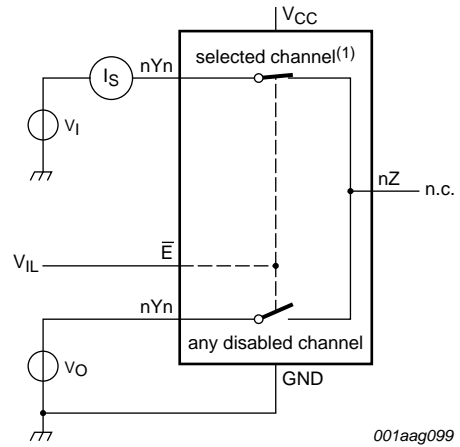 VCC
selected channel(1)
IS
nYn
VI
nZ
n.c.
VIL
E
nYn
any disabled channel
VO
GND
001aag099